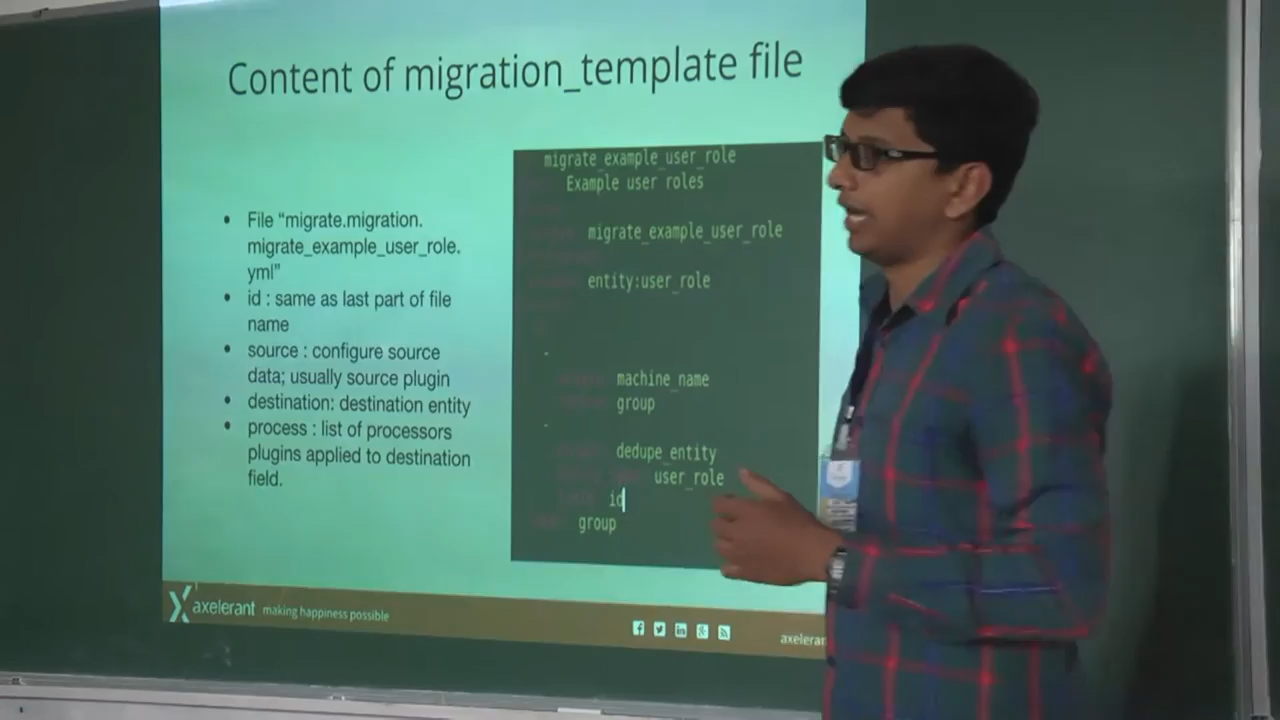 Content of migration_template file
• File “migrate.migration.
migrate_example_user_role.
yml”
• id : same as last part of file
name
• source : configure source
data; usually source plugin
• destination: destination entity
• process : list of processors
plugins applied to destination
field.
migrate_example_user_role
Example user roles
migrate_example_user_role
entity:user_role
-
machine_name
group
-
dedupe_entity
user_role
id
group
axelerant making happiness possible
axeleran